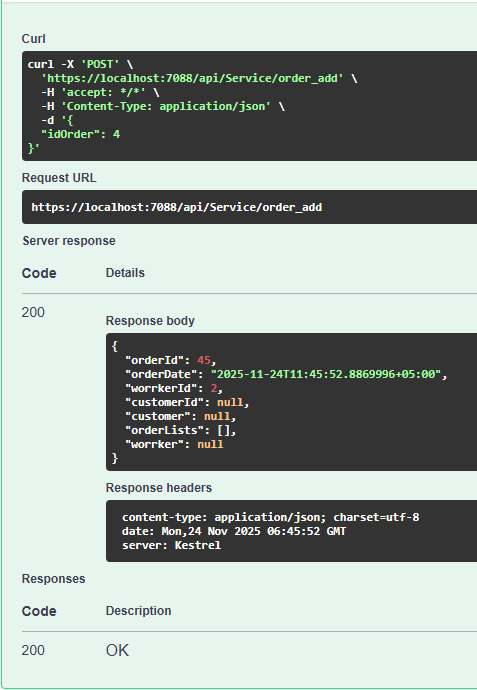 Curl
curl -X 'POST' \
'https://localhost:7088/api/Service/order_add' \
-H 'accept: */*' \
-H 'Content-Type: application/json' \
-d '{
"idOrder": 4
}'
Request URL
https://localhost:7088/api/Service/order_add
Server response
Code Details
200
Response body
{
"orderId": 45,
"orderDate": "2025-11-24T11:45:52.8869996+05:00",
"worrkerId": 2,
"customerId": null,
"customer": null,
"orderLists": [],
"worrker": null
}
Response headers
content-type: application/json; charset=utf-8
date: Mon,24 Nov 2025 06:45:52 GMT
server: Kestrel
Responses
Code Description
200 OK